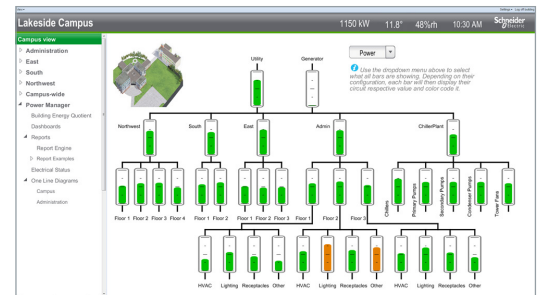 Lakeside Campus
1150 kW 11.8° 48%rh 10:30 AM Schneider Electric
Campus view
Administration
East
South
Northwest
Campus-wide
Power Manager
Building Energy Quotient
Dashboards
Reports
Report Engine
Report Examples
Electrical Status
One Line Diagrams
Campus
Administration
Power
Use the dropdown menu above to select
what all bars are showing. Depending on their
configuration, each bar will then display their
circuit respective value and color code it.
Utility Generator
Northwest South East Admin ChillerPlant
Chillers Primary Pumps Secondary Pumps Condenser Pumps Tower Fans
Floor 1 Floor 2 Floor 3 Floor 4 Floor 1 Floor 2 Floor 1 Floor 2 Floor 3 Floor 1 Floor 2 Floor 3
HVAC Lighting Receptacles Other HVAC Lighting Receptacles Other HVAC Lighting Receptacles Other